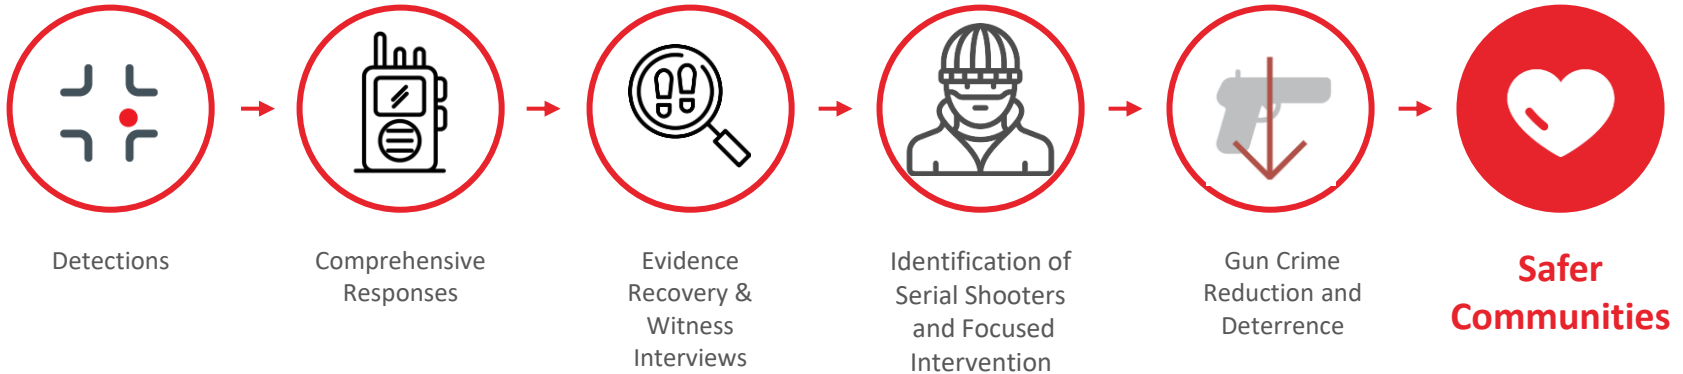 Detections
Comprehensive
Responses
Evidence
Recovery &
Witness
Interviews
Identification of
Serial Shooters
and Focused
Intervention
Gun Crime
Reduction and
Deterrence
Safer
Communities